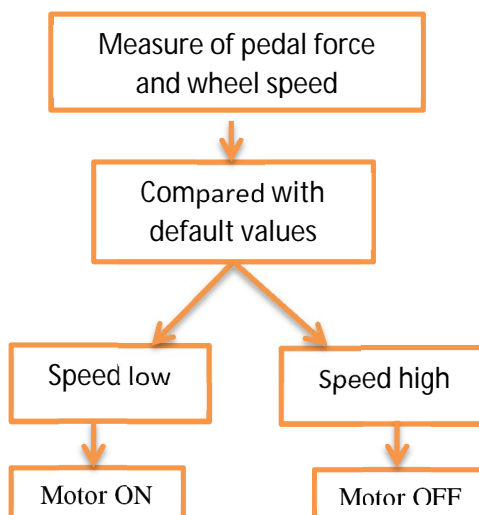 Measure of pedal force
and wheel speed
Compared with
default values
Speed low
Speed high
Motor ON
Motor OFF